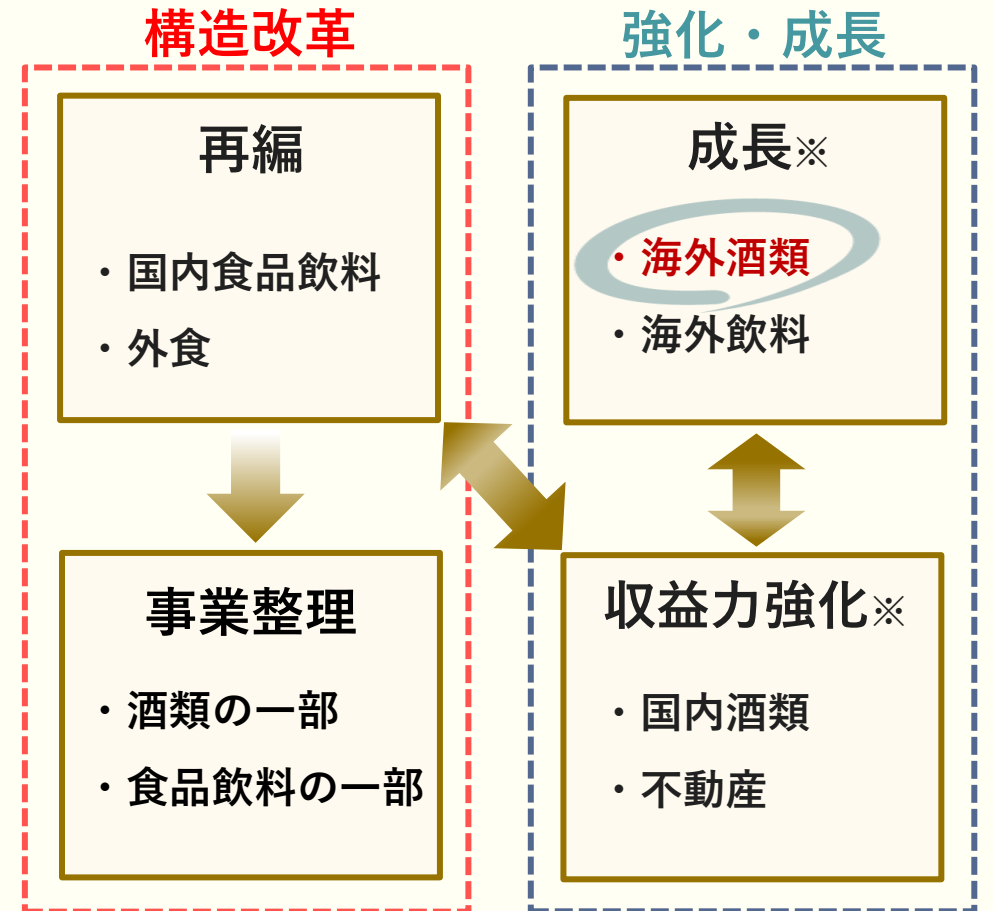 構造改革
再編
・国内食品飲料
・外食
事業整理
・酒類の一部
・食品飲料の一部
強化・成長
成長※
・海外酒類
・海外飲料
収益力強化※
・国内酒類
・不動産